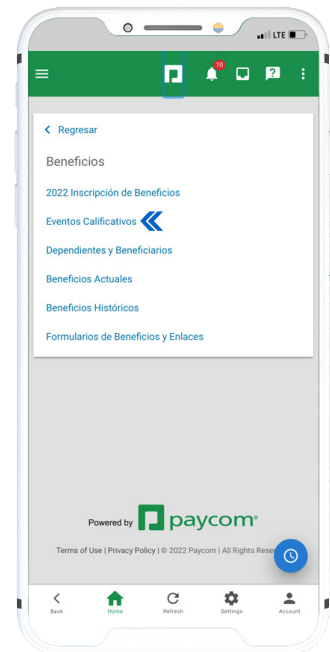 LTE
10
?
Regresar
Beneficios
2022 Inscripción de Beneficios
Eventos Calificativos
Dependientes y Beneficiarios
Beneficios Actuales
Beneficios Históricos
Formularios de Beneficios y Enlaces
Powered by paycom®
Terms of Use | Privacy Policy | © 2022 Paycom | All Rights
Back Home Refresh Settings Account